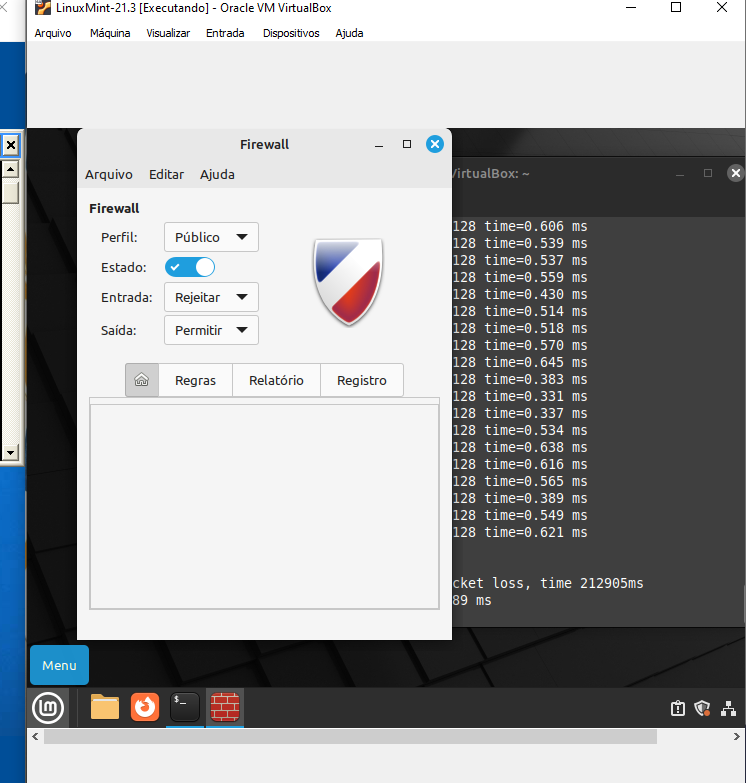 LinuxMint-21.3 [Executando] - Oracle VM VirtualBox
Arquivo Máquina Visualizar Entrada Dispositivos Ajuda
Firewall
Arquivo Editar Ajuda
Firewall
Perfil: Público
Estado:
Entrada: Rejeitar
Saída: Permitir
Regras Relatório Registro
VirtualBox: ~
128 time=0.606 ms
128 time=0.539 ms
128 time=0.537 ms
128 time=0.559 ms
128 time=0.430 ms
128 time=0.514 ms
128 time=0.518 ms
128 time=0.570 ms
128 time=0.645 ms
128 time=0.383 ms
128 time=0.331 ms
128 time=0.337 ms
128 time=0.534 ms
128 time=0.638 ms
128 time=0.616 ms
128 time=0.565 ms
128 time=0.389 ms
128 time=0.549 ms
128 time=0.621 ms
cket loss, time 212905ms
89 ms
Menu